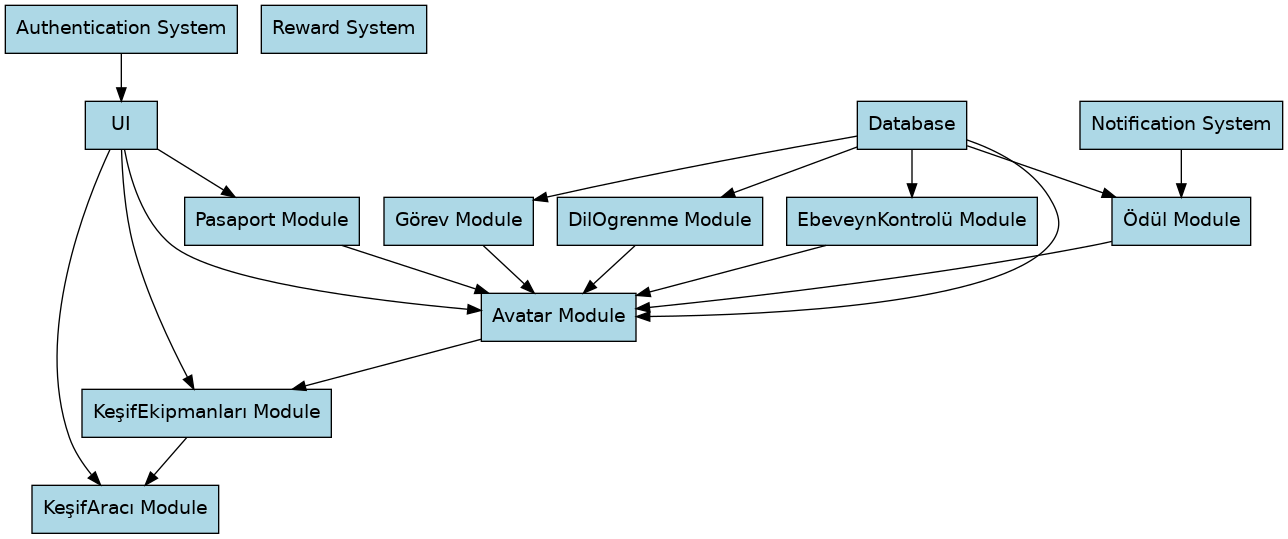 Authentication System
Reward System
UI
Database
Notification System
Pasaport Module
Görev Module
DilOgrenme Module
EbeveynKontrolü Module
Ödül Module
Avatar Module
KeşifEkipmanları Module
KeşifAracı Module